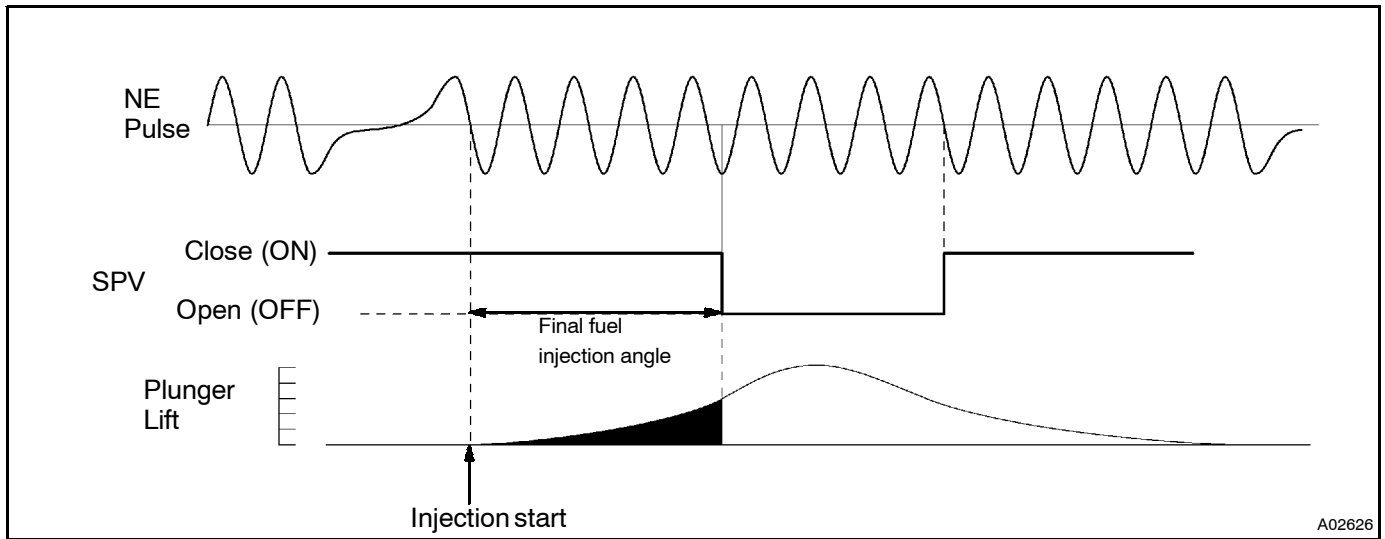 NE
Pulse
Close (ON)
SPV
Open (OFF)
Final fuel
injection angle
Plunger
Lift
Injection start
A02626